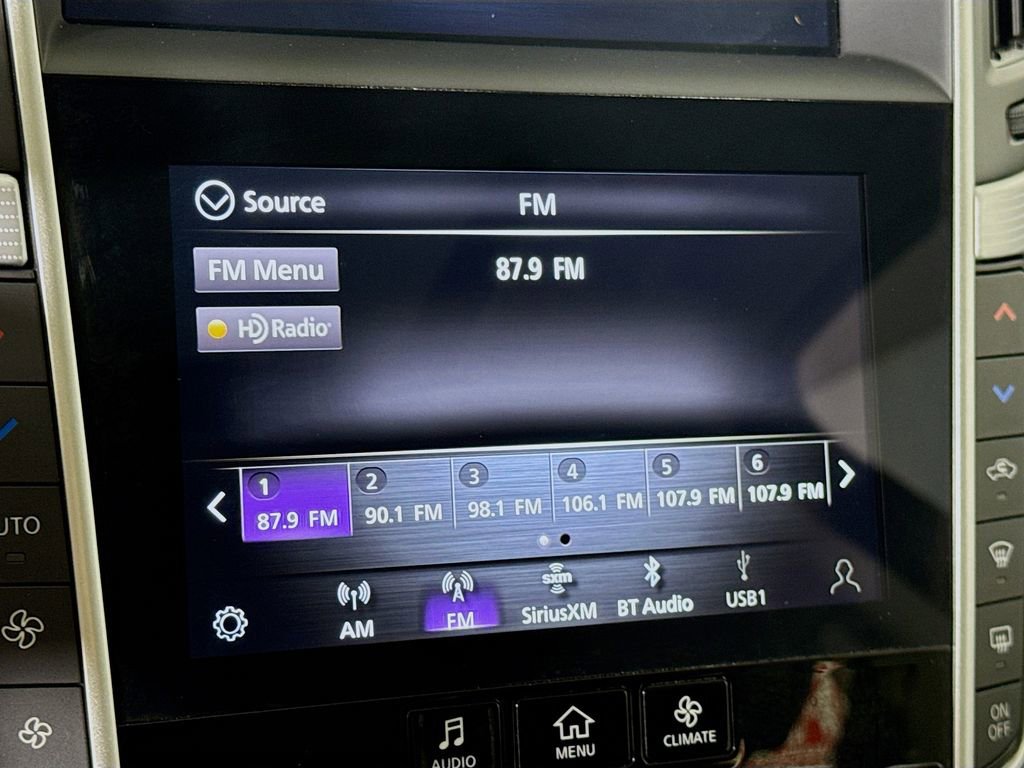 Source
FM
FM Menu
87.9 FM
HD Radio®
1
2
3
4
5
6
87.9 FM
90.1 FM
98.1 FM
106.1 FM
107.9 FM
107.9 FM
AM
FM
sxm
SiriusXM
BT Audio
USB1
AUDIO
MENU
CLIMATE
UTO
ON
OFF